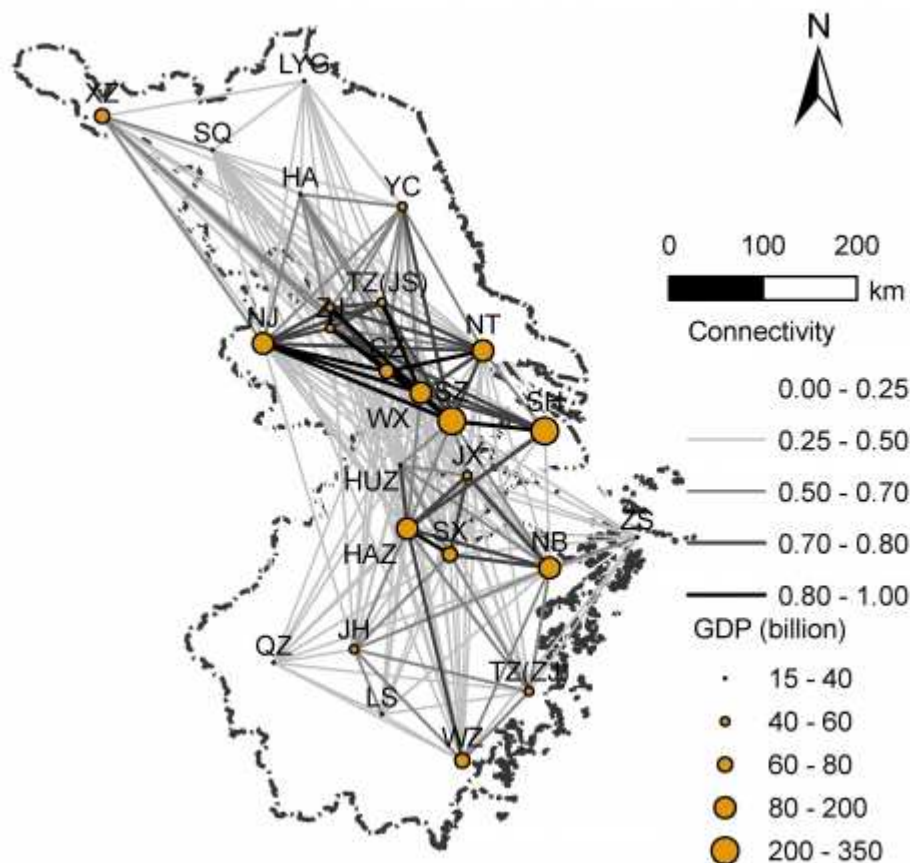 N
LYG
XZ
SQ
HA
YC
0 100 200
km
TZ(JS)
ZJ
NJ
NT
Connectivity
CZ
SZ
WX
SH
0.00 - 0.25
0.25 - 0.50
0.50 - 0.70
0.70 - 0.80
0.80 - 1.00
JX
HUZ
ZS
SX
NB
HAZ
GDP (billion)
15 - 40
40 - 60
60 - 80
80 - 200
200 - 350
JH
QZ
TZ(ZJ)
LS
WZ